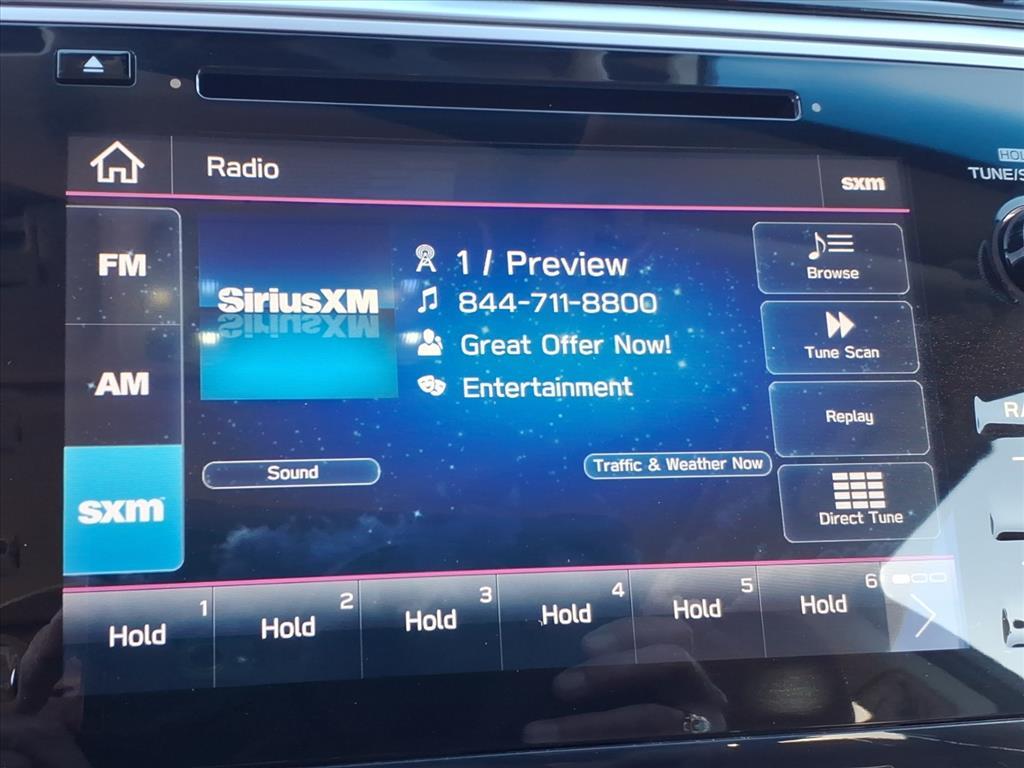 Radio
sxm
TUNE/
FM
AM
sxm
SiriusXM
1 / Preview
844-711-8800
Great Offer Now!
Entertainment
Sound
Traffic & Weather Now
Browse
Tune Scan
Replay
Direct Tune
1
Hold
2
Hold
3
Hold
4
Hold
5
Hold
6
Hold